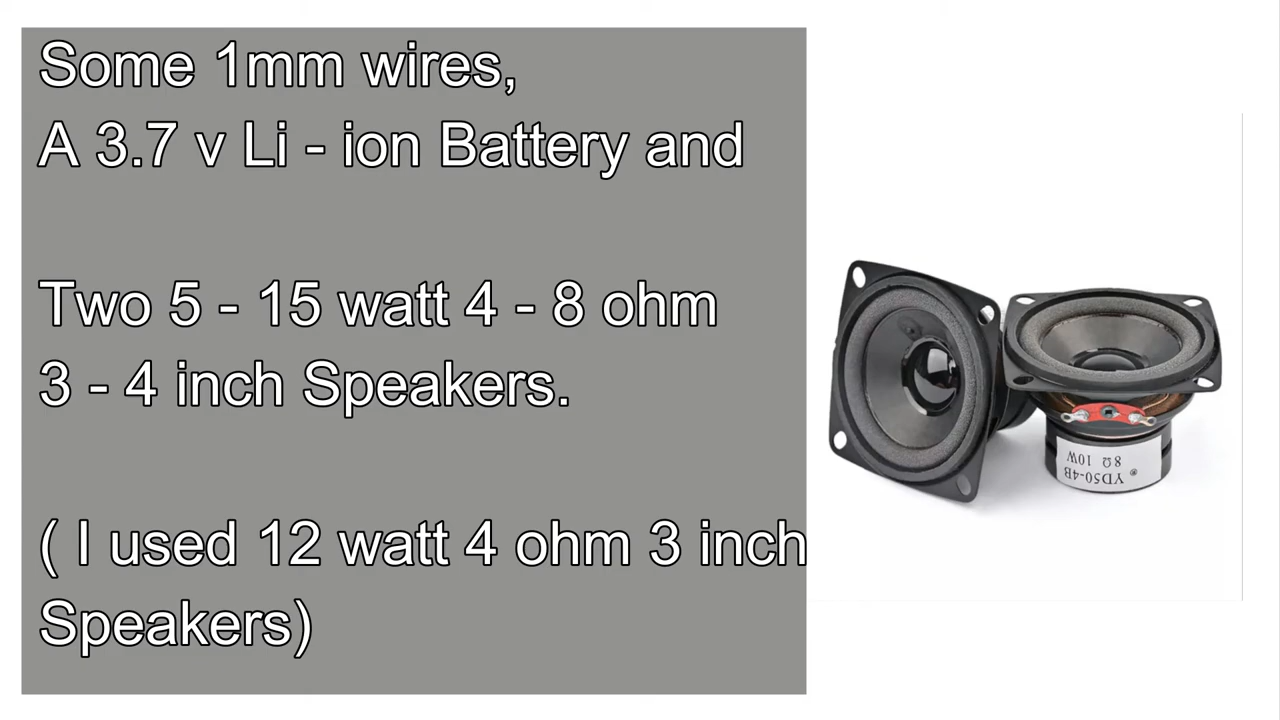 Some 1mm wires,
A 3.7 v Li - ion Battery and
Two 5 - 15 watt 4 - 8 ohm
3 - 4 inch Speakers.
( I used 12 watt 4 ohm 3 inch
Speakers)
YD50-4B
8Ω 10W